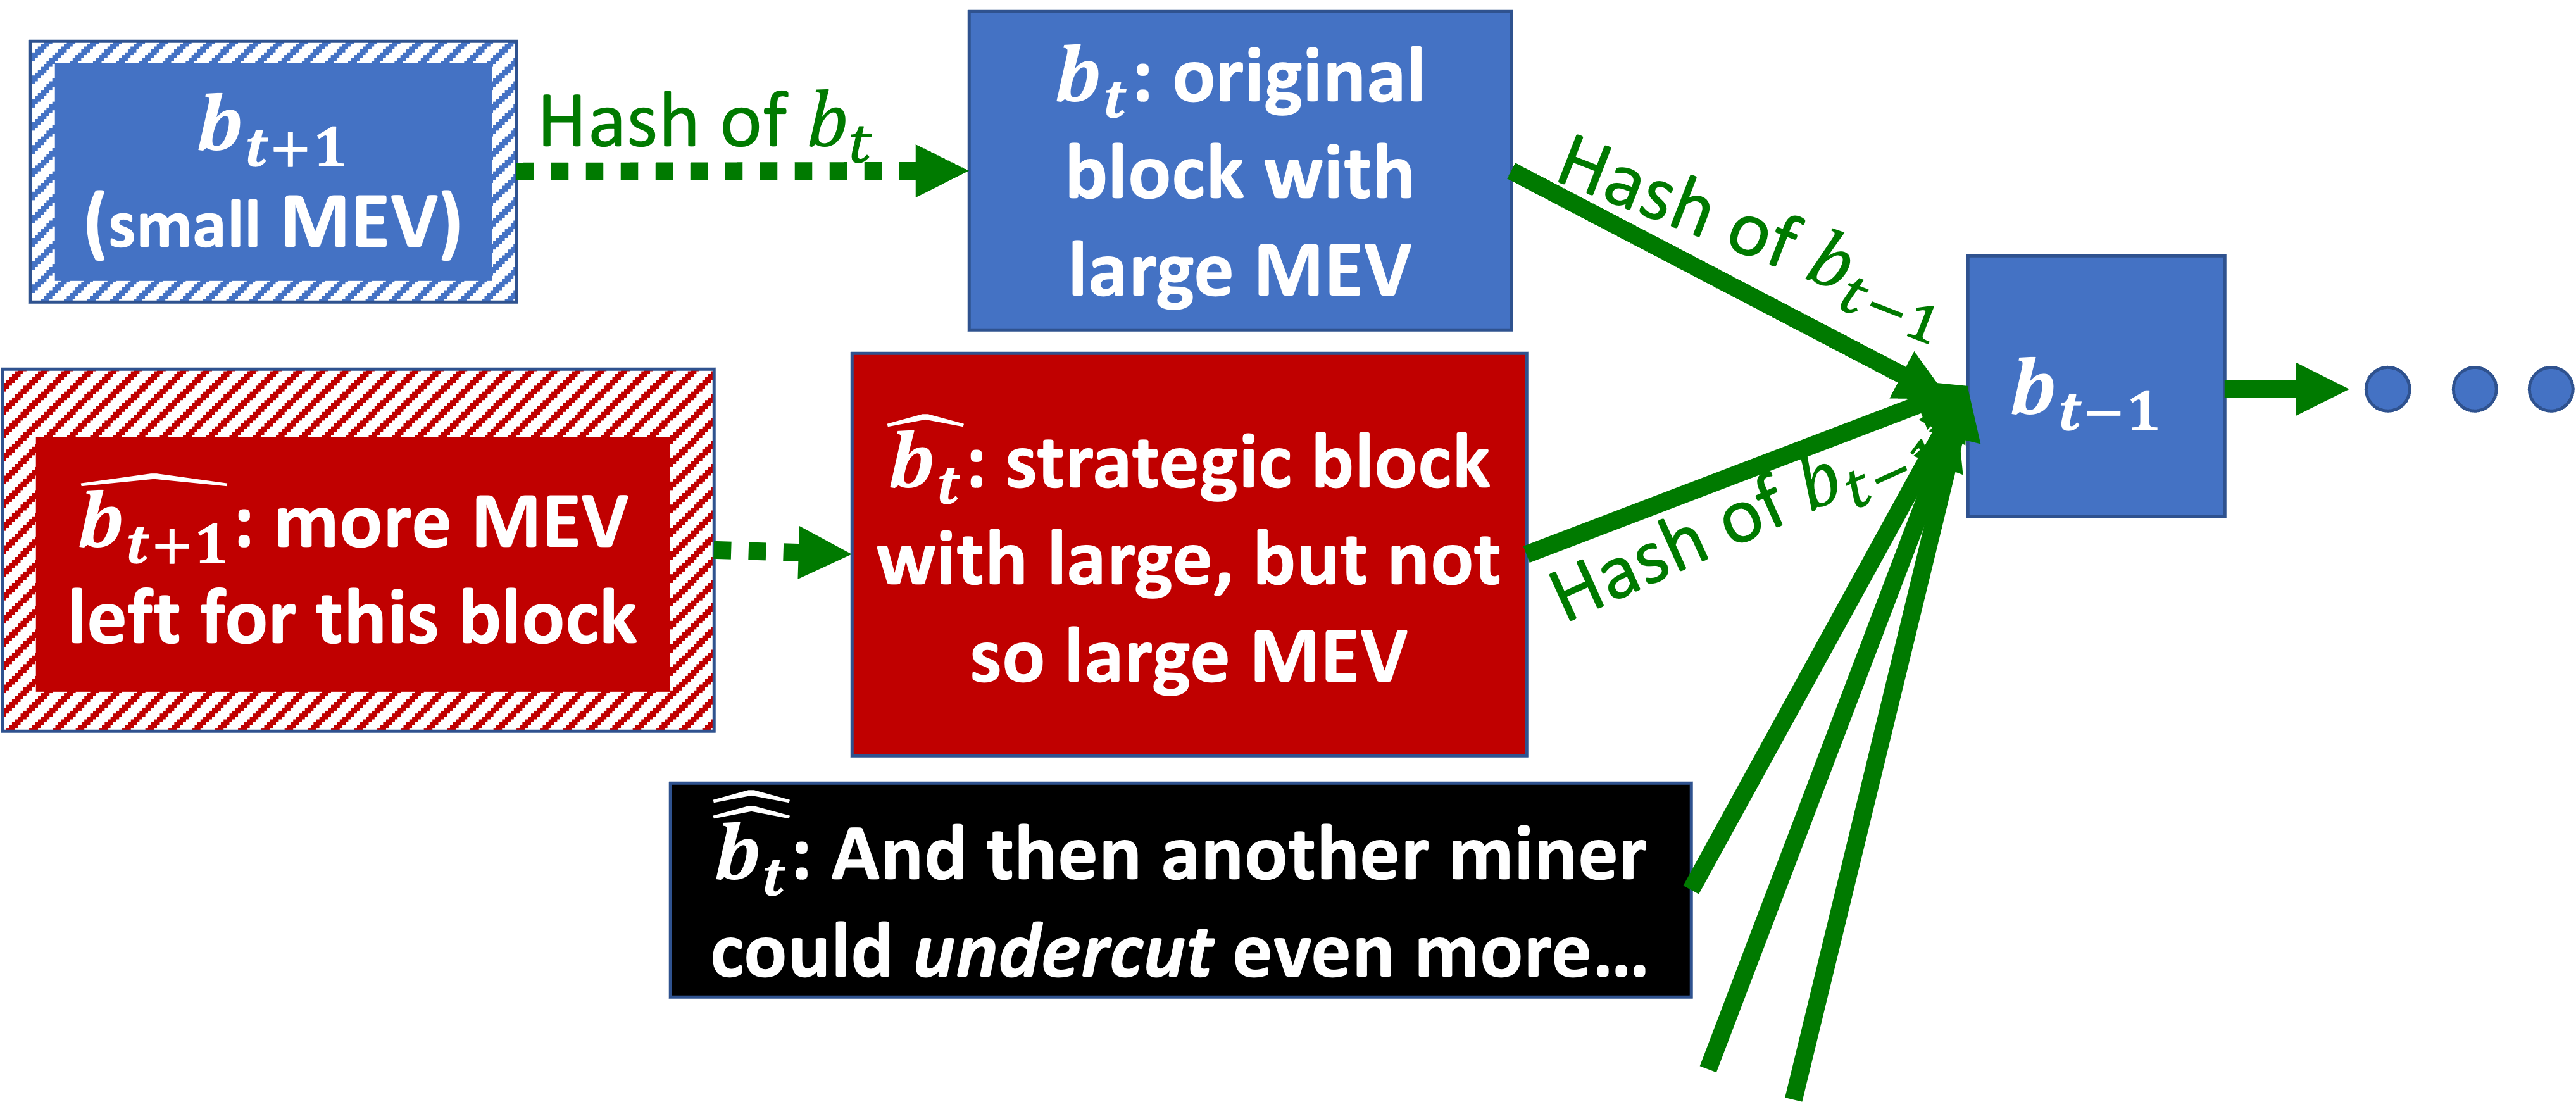 b_{t+1}
(small MEV)
Hash of b_t
b_t: original
block with
large MEV
Hash of b_{t-1}
b_{t-1}
\widehat{b_{t+1}}: more MEV
left for this block
\widehat{b_t}: strategic block
with large, but not
so large MEV
Hash of b_{t-
\widehat{\widehat{b_t}}: And then another miner
could undercut even more...